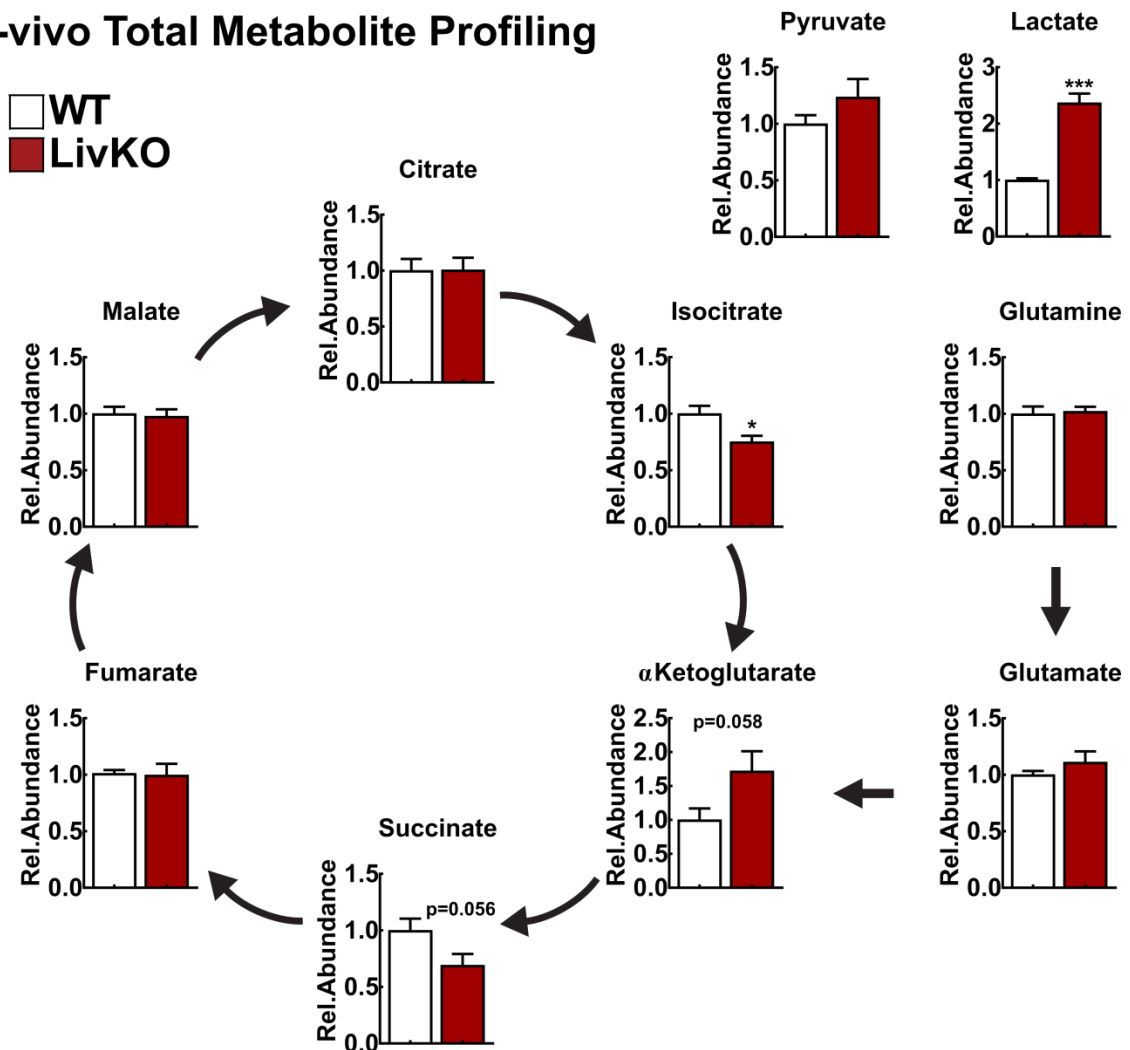 -vivo Total Metabolite Profiling
WT
LivKO
Pyruvate
Rel.Abundance
1.5
1.0
0.5
0.0
Lactate
Rel.Abundance
3
2
1
0
***
Citrate
Rel.Abundance
1.5
1.0
0.5
0.0
Malate
Rel.Abundance
1.5
1.0
0.5
0.0
Isocitrate
Rel.Abundance
1.5
1.0
0.5
0.0
*
Glutamine
Rel.Abundance
1.5
1.0
0.5
0.0
Fumarate
Rel.Abundance
1.5
1.0
0.5
0.0
αKetoglutarate
Rel.Abundance
2.5
2.0
1.5
1.0
0.5
0.0
p=0.058
Glutamate
Rel.Abundance
1.5
1.0
0.5
0.0
Succinate
Rel.Abundance
1.5
1.0
0.5
0.0
p=0.056